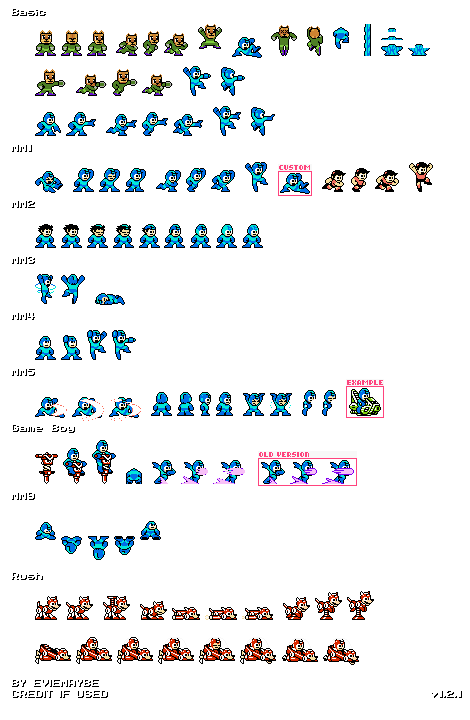 Basic
MM1
CUSTOM
MM2
MM3
MM4
MM5
EXAMPLE
Game Boy
OLD VERSION
MM9
Rush
BY EVIEMAYBE
CREDIT IF USED
v1.2.1